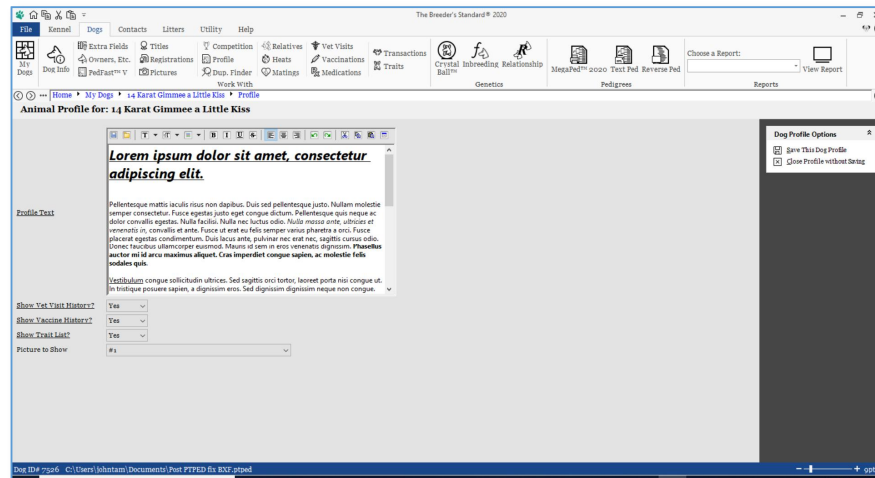 The Breeder's Standard® 2020
File Kennel Dogs Contacts Litters Utility Help
My Dogs
Dog Info
Extra Fields
Owners, Etc.
PedFast™ V
Titles
Registrations
Pictures
Competition
Profile
Dup. Finder
Relatives
Heats
Matings
Vet Visits
Vaccinations
Medications
Transactions
Traits
Work With
Crystal Ball™
Inbreeding
Relationship
Genetics
MegaPed™ 2020
Text Ped
Reverse Ped
Pedigrees
Choose a Report:
View Report
Reports
Home My Dogs 14 Karat Gimmee a Little Kiss Profile
Animal Profile for: 14 Karat Gimmee a Little Kiss
Profile Text
Lorem ipsum dolor sit amet, consectetur
adipiscing elit.
Pellentesque mattis iaculis risus non dapibus. Duis sed pellentesque justo. Nullam molestie
semper consectetur. Fusce egestas justo eget congue dictum. Pellentesque quis neque ac
dolor convallis egestas. Nulla facilisi. Nulla nec luctus odio. Nulla massa ante, ultricies et
venenatis in, convallis et ante. Fusce ut erat eu felis semper varius pharetra a orci. Fusce
placerat egestas condimentum. Duis lacus ante, pulvinar nec erat nec, sagittis cursus odio.
Donec faucibus ullamcorper euismod. Mauris id sem in eros venenatis dignissim. Phasellus
auctor mi id arcu maximus aliquet. Cras imperdiet congue sapien, ac molestie felis
sodales quis.
Vestibulum congue sollicitudin ultrices. Sed sagittis orci tortor, laoreet porta nisi congue ut.
In tristique posuere sapien, a dignissim eros. Sed dignissim dignissim neque non congue.
Show Vet Visit History? Yes
Show Vaccine History? Yes
Show Trait List? Yes
Picture to Show #1
Dog Profile Options
Save This Dog Profile
Close Profile without Saving
Dog ID# 7526 C:\Users\johntam\Documents\Post PTPED fix BXF.ptped
9pt